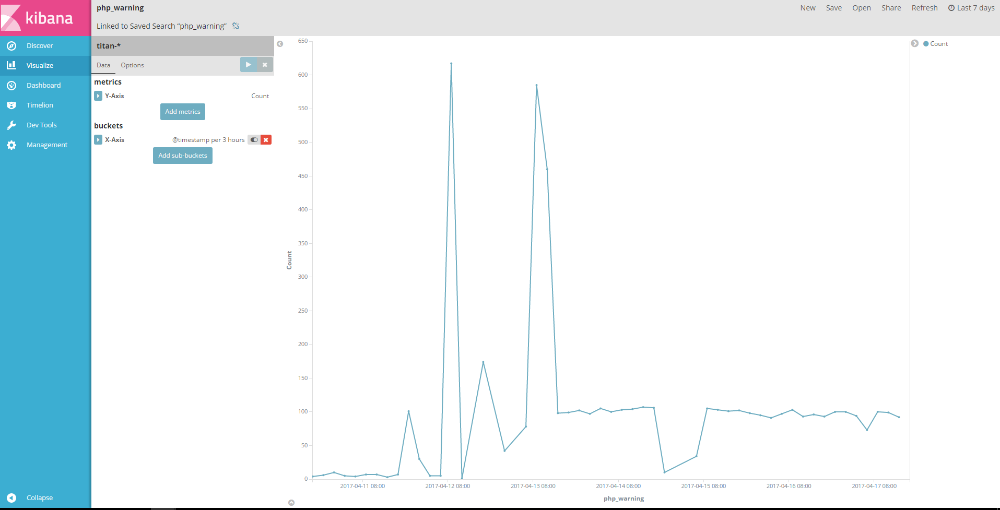 kibana
Discover
Visualize
Dashboard
Timelion
Dev Tools
Management
Collapse
php_warning
New Save Open Share Refresh Last 7 days
Linked to Saved Search “php_warning”
titan-*
Data Options
metrics
Y-Axis Count
Add metrics
buckets
X-Axis @timestamp per 3 hours
Add sub-buckets
650
600
550
500
450
400
350
300
250
200
150
100
50
0
Count
2017-04-11 08:00 2017-04-12 08:00 2017-04-13 08:00 2017-04-14 08:00 2017-04-15 08:00 2017-04-16 08:00 2017-04-17 08:00
php_warning
Count